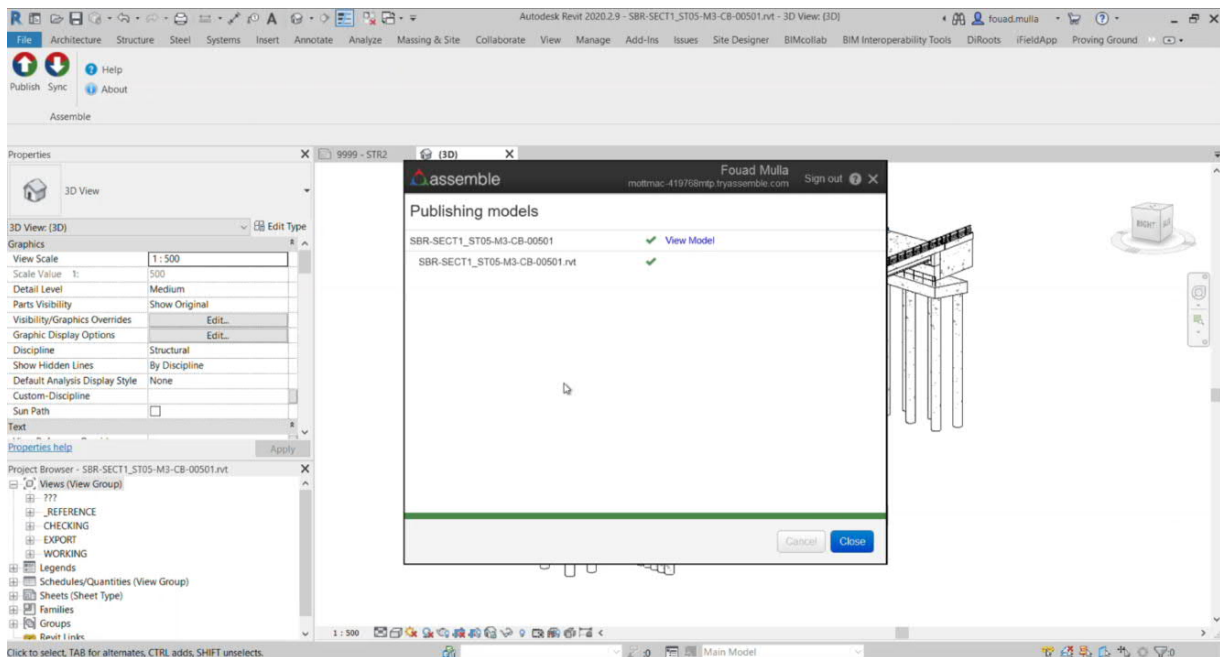 Autodesk Revit 2020.2.9 - SBR-SECT1_ST05-M3-CB-00501.rvt - 3D View: {3D}
fouad.mulla
File Architecture Structure Steel Systems Insert Annotate Analyze Massing & Site Collaborate View Manage Add-Ins Issues Site Designer BIMcollab BIM Interoperability Tools DiRoots iFieldApp Proving Ground
Publish Sync
Help
About
Assemble
Properties
9999 - STR2
{3D}
3D View
3D View: {3D}
Edit Type
Graphics
View Scale 1 : 500
Scale Value 1: 500
Detail Level Medium
Parts Visibility Show Original
Visibility/Graphics Overrides Edit...
Graphic Display Options Edit...
Discipline Structural
Show Hidden Lines By Discipline
Default Analysis Display Style None
Custom-Discipline
Sun Path
Text
Properties help
Apply
Project Browser - SBR-SECT1_ST05-M3-CB-00501.rvt
Views (View Group)
???
_REFERENCE
CHECKING
EXPORT
WORKING
Legends
Schedules/Quantities (View Group)
Sheets (Sheet Type)
Families
Groups
Revit Links
assemble
Fouad Mulla
mottmac-419768mtp.tryassemble.com
Sign out
Publishing models
SBR-SECT1_ST05-M3-CB-00501 View Model
SBR-SECT1_ST05-M3-CB-00501.rvt
Cancel Close
RIGHT
1 : 500
Click to select, TAB for alternates, CTRL adds, SHIFT unselects.
:0
Main Model
:0